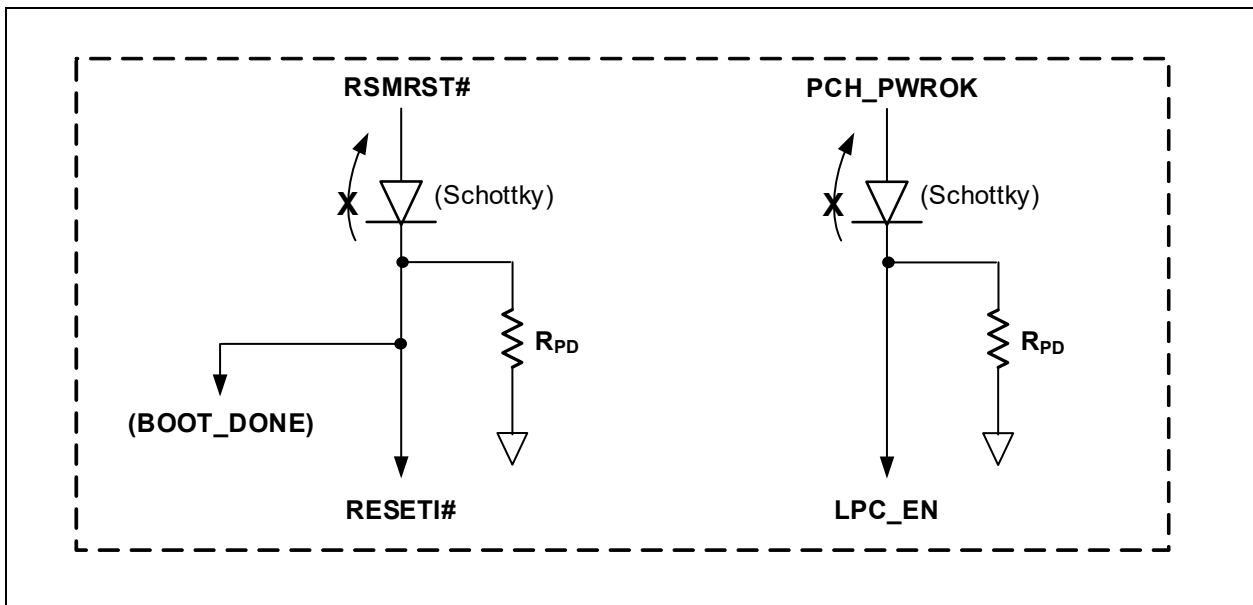 RSMRST#
PCH_PWROK
X
(Schottky)
X
(Schottky)
RPD
RPD
(BOOT_DONE)
RESETI#
LPC_EN